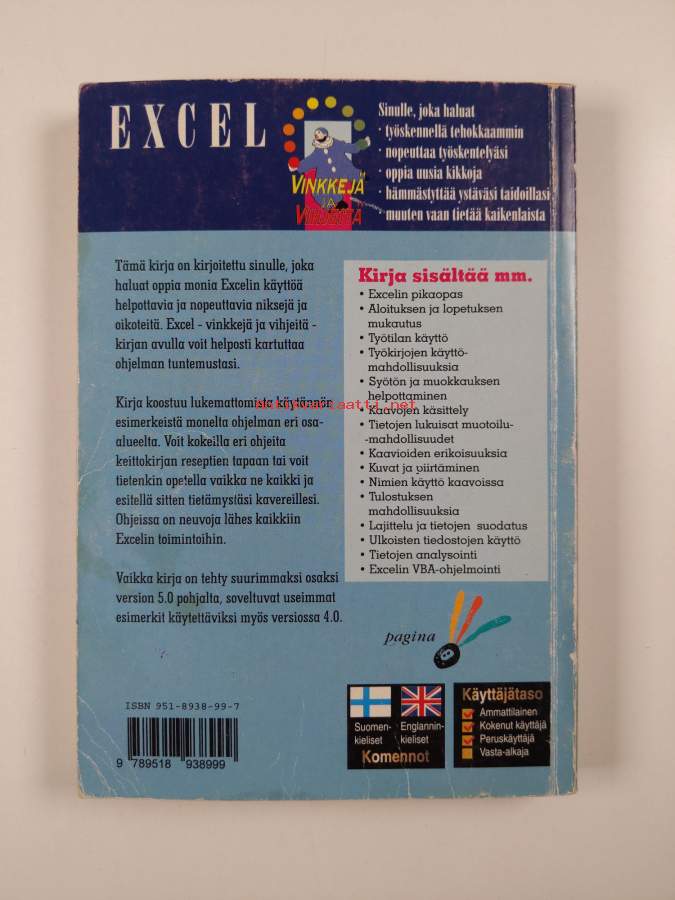 EXCEL
VINKKEJÄ
JA
VIHJEITÄ
Sinulle, joka haluat
· työskennellä tehokkaammin
· nopeuttaa työskentelyäsi
· oppia uusia kikkoja
· hämmästyttää ystäväsi taidoillasi
· muuten vaan tietää kaikenlaista
Tämä kirja on kirjoitettu sinulle, joka
haluat oppia monia Excelin käyttöä
helpottavia ja nopeuttavia niksejä ja
oikoteitä. Excel - vinkkejä ja vihjeitä -
kirjan avulla voit helposti kartuttaa
ohjelman tuntemustasi.
Kirja koostuu lukemattomista käytännön
esimerkeistä monelta ohjelman eri osa-
alueelta. Voit kokeilla eri ohjeita
keittokirjan reseptien tapaan tai voit
tietenkin opetella vaikka ne kaikki ja
esitellä sitten tietämystäsi kavereillesi.
Ohjeissa on neuvoja lähes kaikkiin
Excelin toimintoihin.
Vaikka kirja on tehty suurimmaksi osaksi
version 5.0 pohjalta, soveltuvat useimmat
esimerkit käytettäviksi myös versiossa 4.0.
Kirja sisältää mm.
• Excelin pikaopas
• Aloituksen ja lopetuksen
mukautus
• Työtilan käyttö
• Työkirjojen käyttö-
mahdollisuuksia
• Syötön ja muokkauksen
helpottaminen
• Kaavojen käsittely
• Tietojen lukuisat muotoilu-
-mahdollisuudet
• Kaavioiden erikoisuuksia
• Kuvat ja piirtäminen
• Nimien käyttö kaavoissa
• Tulostuksen
mahdollisuuksia
• Lajittelu ja tietojen suodatus
• Ulkoisten tiedostojen käyttö
• Tietojen analysointi
• Excelin VBA-ohjelmointi
pagina
ISBN 951-8938-99-7
9 789518 938999
Suomen-
kieliset
Englannin-
kieliset
Komennot
Käyttäjätaso
Ammattilainen
Kokenut käyttäjä
Peruskäyttäjä
Vasta-alkaja